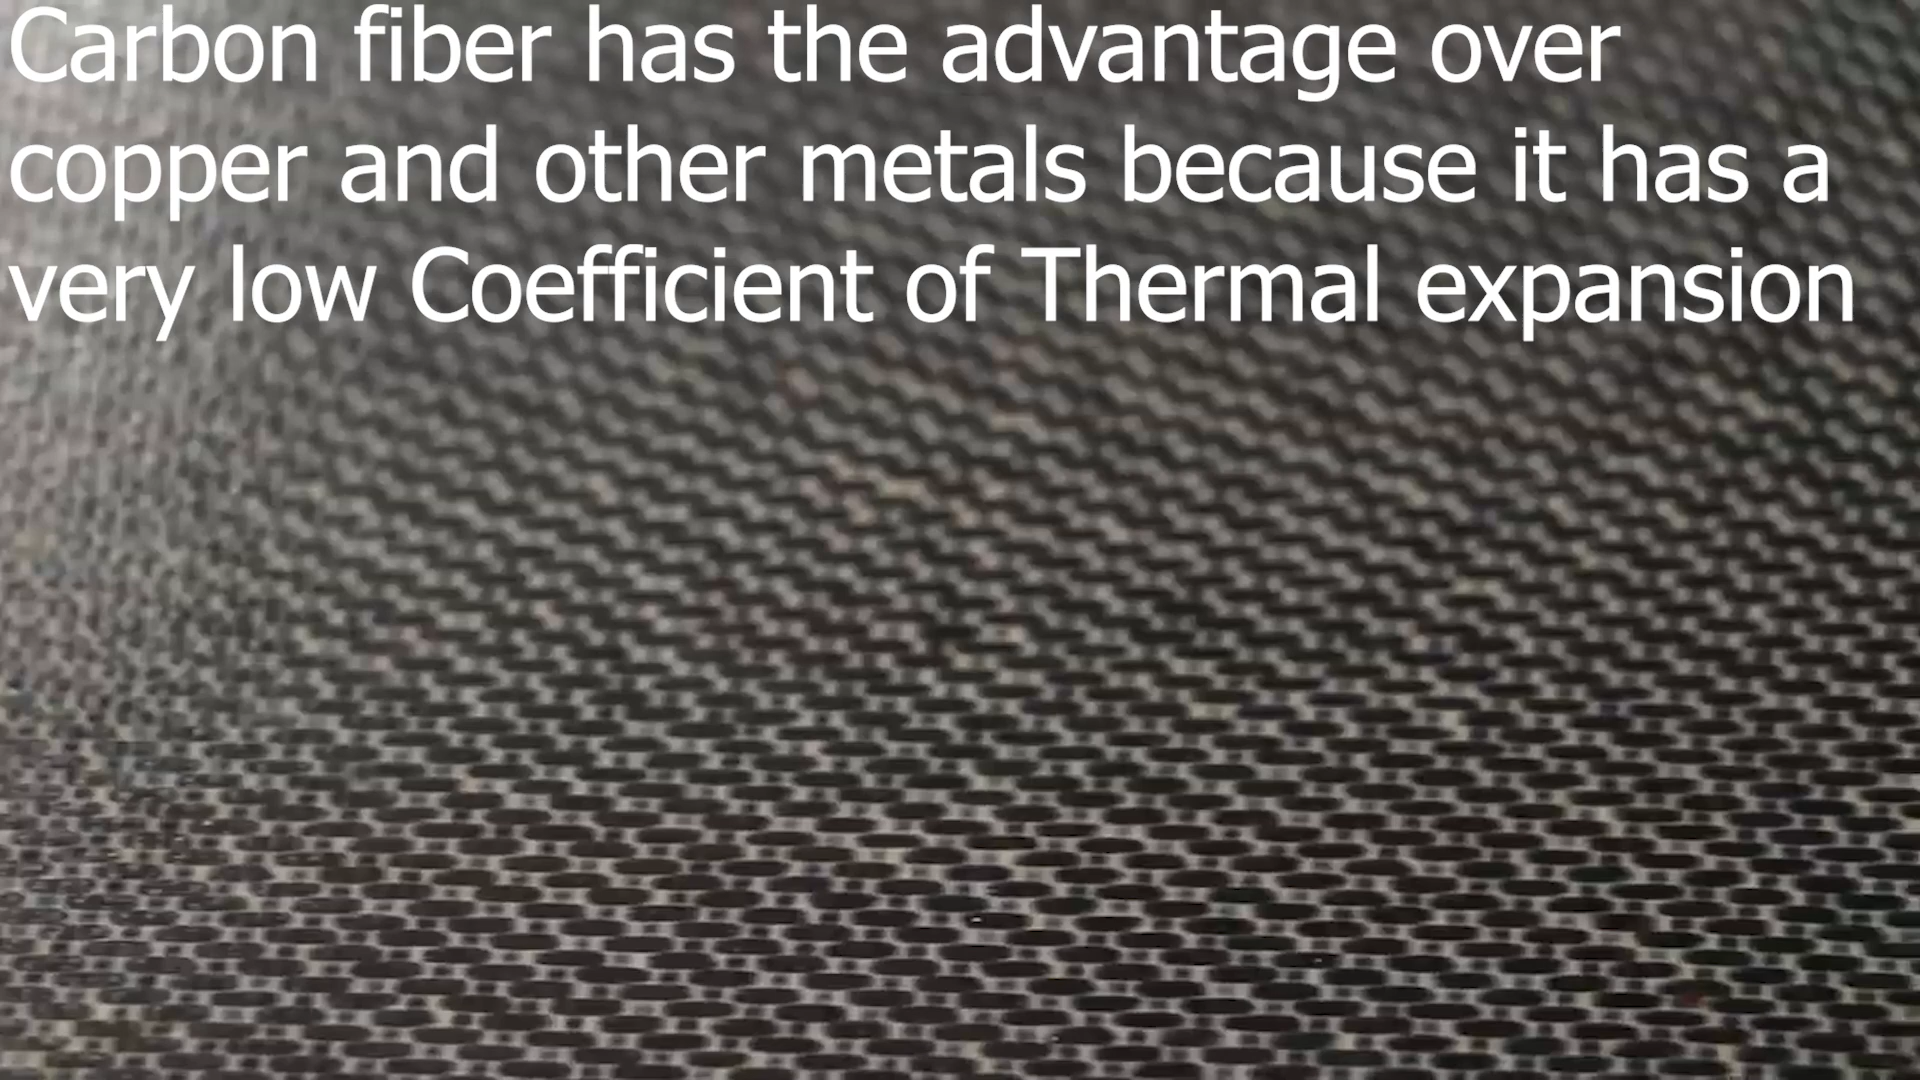 Carbon fiber has the advantage over
copper and other metals because it has a
very low Coefficient of Thermal expansion